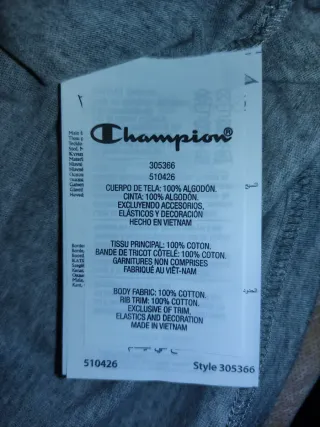 Champion®
305366
510426
CUERPO DE TELA: 100% ALGODÓN.
CINTA: 100% ALGODÓN.
EXCLUYENDO ACCESORIOS,
ELÁSTICOS Y DECORACIÓN
HECHO EN VIETNAM
TISSU PRINCIPAL: 100% COTON.
BANDE DE TRICOT CÔTELÉ: 100% COTON.
GARNITURES NON COMPRISES
FABRIQUÉ AU VIÊT-NAM
BODY FABRIC: 100% COTTON.
RIB TRIM: 100% COTTON.
EXCLUSIVE OF TRIM,
ELASTICS AND DECORATION
MADE IN VIETNAM
510426 Style 305366